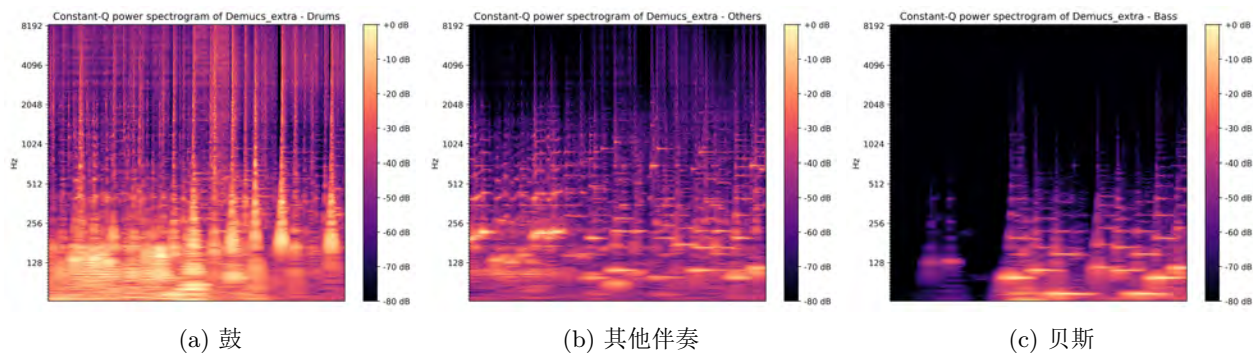 Constant-Q power spectrogram of Demucs_extra - Drums
8192
4096
2048
1024
512
256
128
Hz
+0 dB
-10 dB
-20 dB
-30 dB
-40 dB
-50 dB
-60 dB
-70 dB
-80 dB
(a) 鼓
Constant-Q power spectrogram of Demucs_extra - Others
8192
4096
2048
1024
512
256
128
Hz
+0 dB
-10 dB
-20 dB
-30 dB
-40 dB
-50 dB
-60 dB
-70 dB
-80 dB
(b) 其他伴奏
Constant-Q power spectrogram of Demucs_extra - Bass
8192
4096
2048
1024
512
256
128
Hz
+0 dB
-10 dB
-20 dB
-30 dB
-40 dB
-50 dB
-60 dB
-70 dB
-80 dB
(c) 贝斯